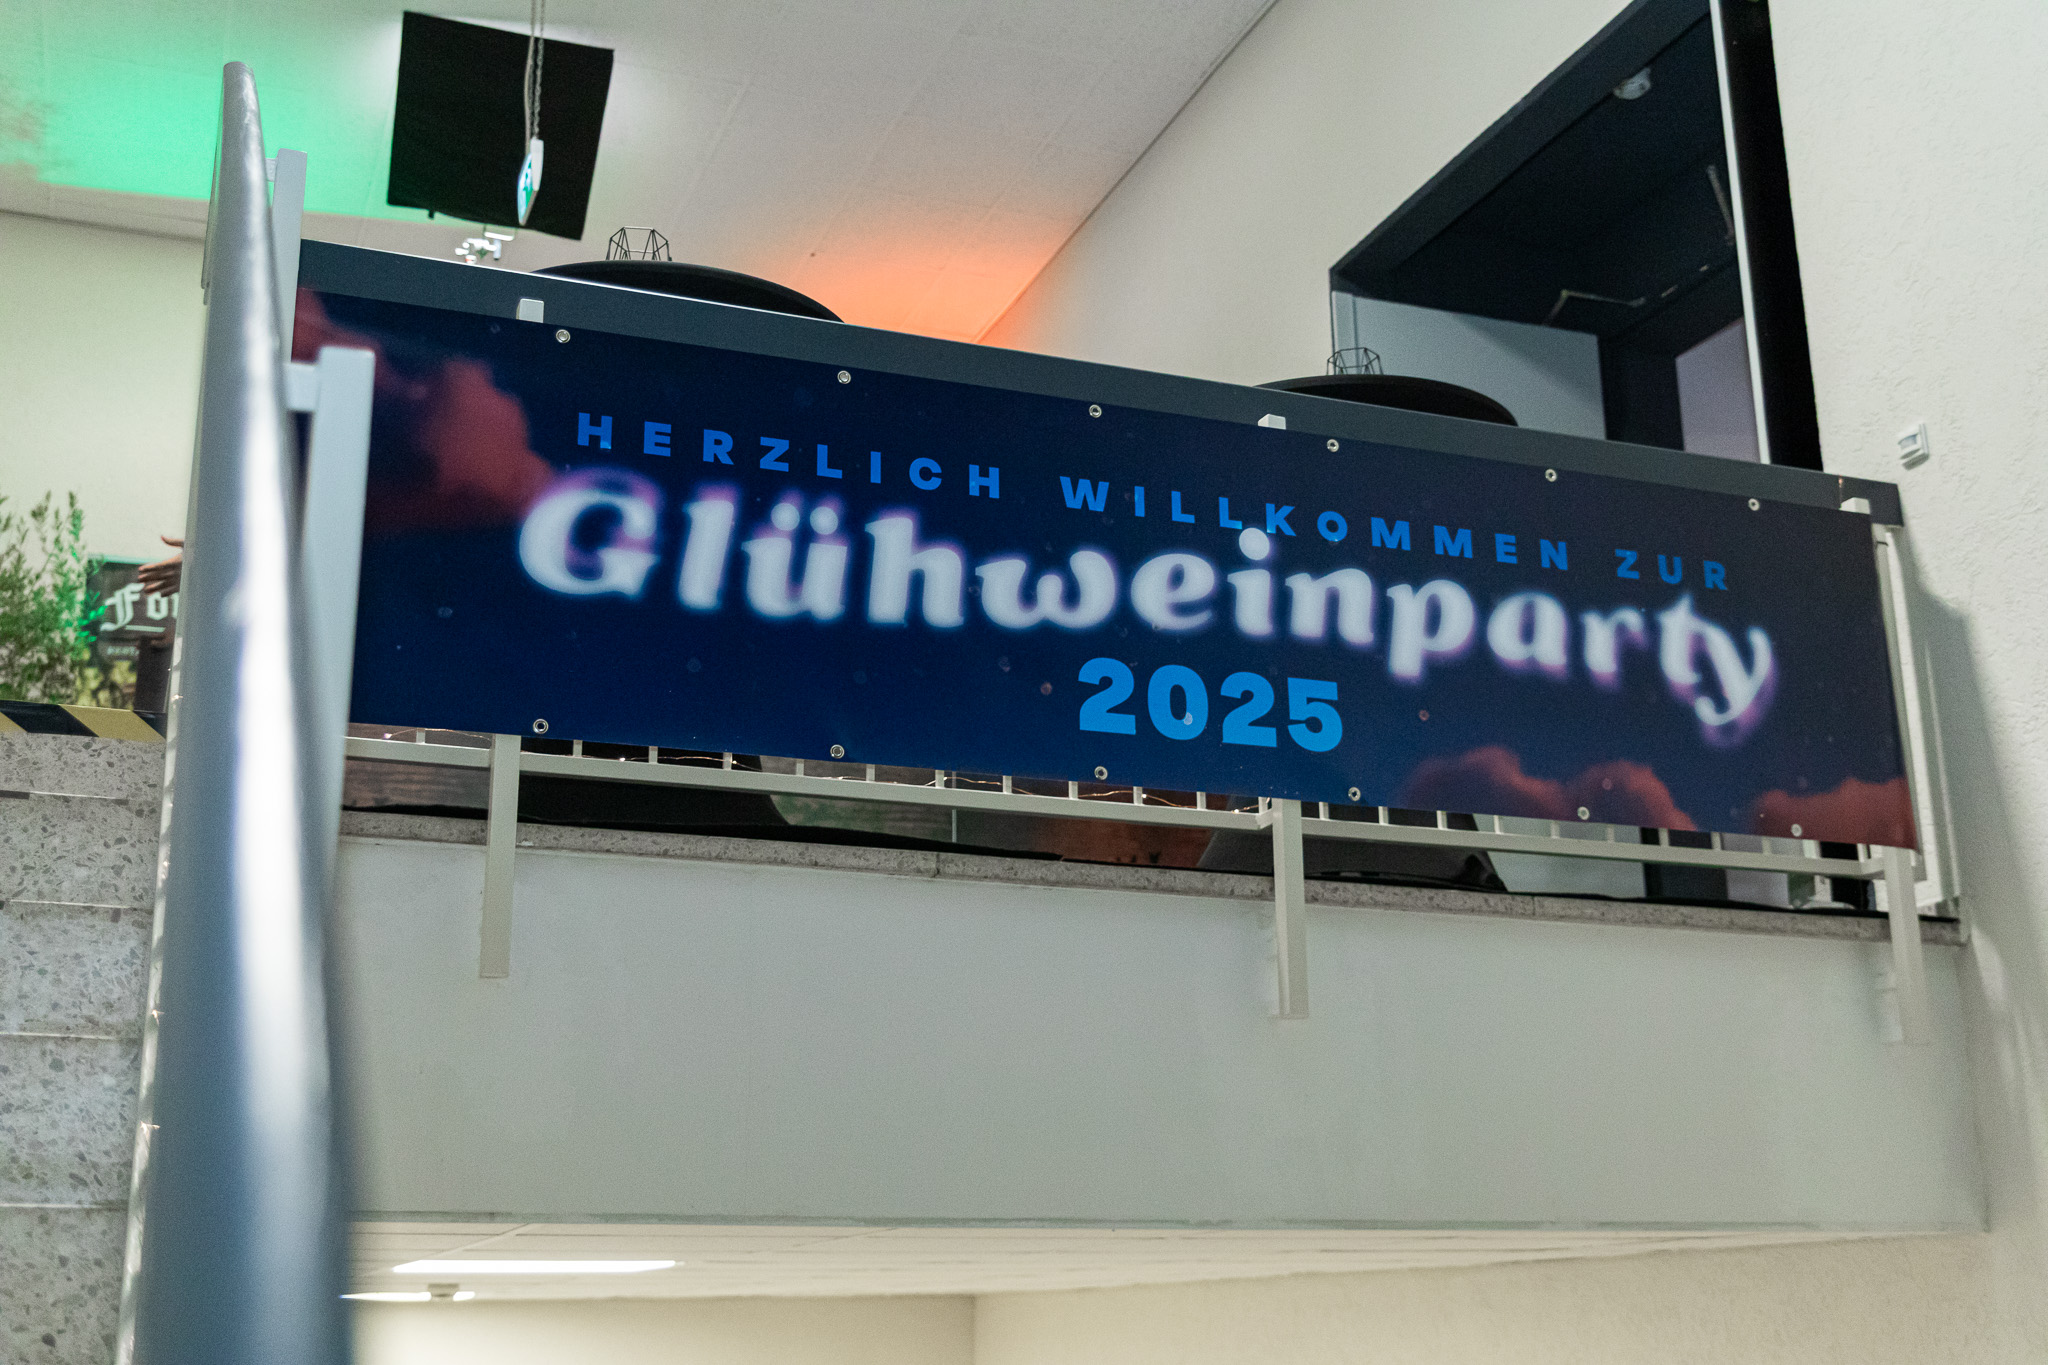 HERZLICH WILLKOMMEN ZUR
Glühweinparty
2025